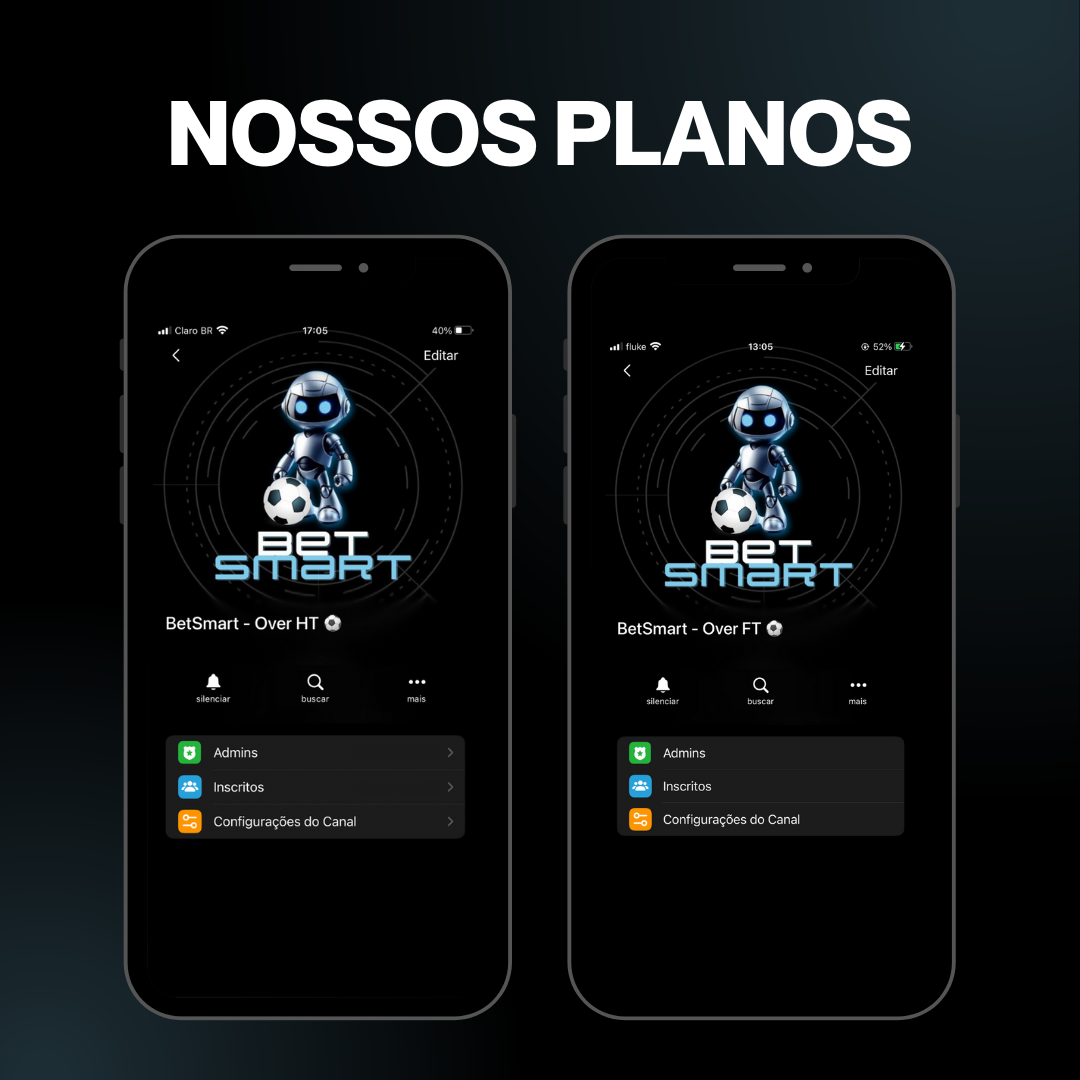 NOSSOS PLANOS
Claro BR 17:05 40%
Editar
BET
SMART
BetSmart - Over HT ⚽
silenciar buscar mais
Admins
Inscritos
Configurações do Canal
fluke 13:05 52%
Editar
BET
SMART
BetSmart - Over FT ⚽
silenciar buscar mais
Admins
Inscritos
Configurações do Canal